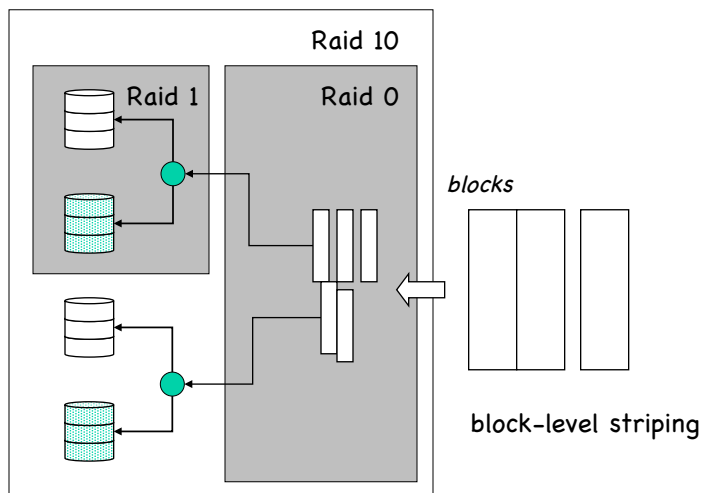 Raid 10
Raid 1
Raid 0
blocks
block-level striping